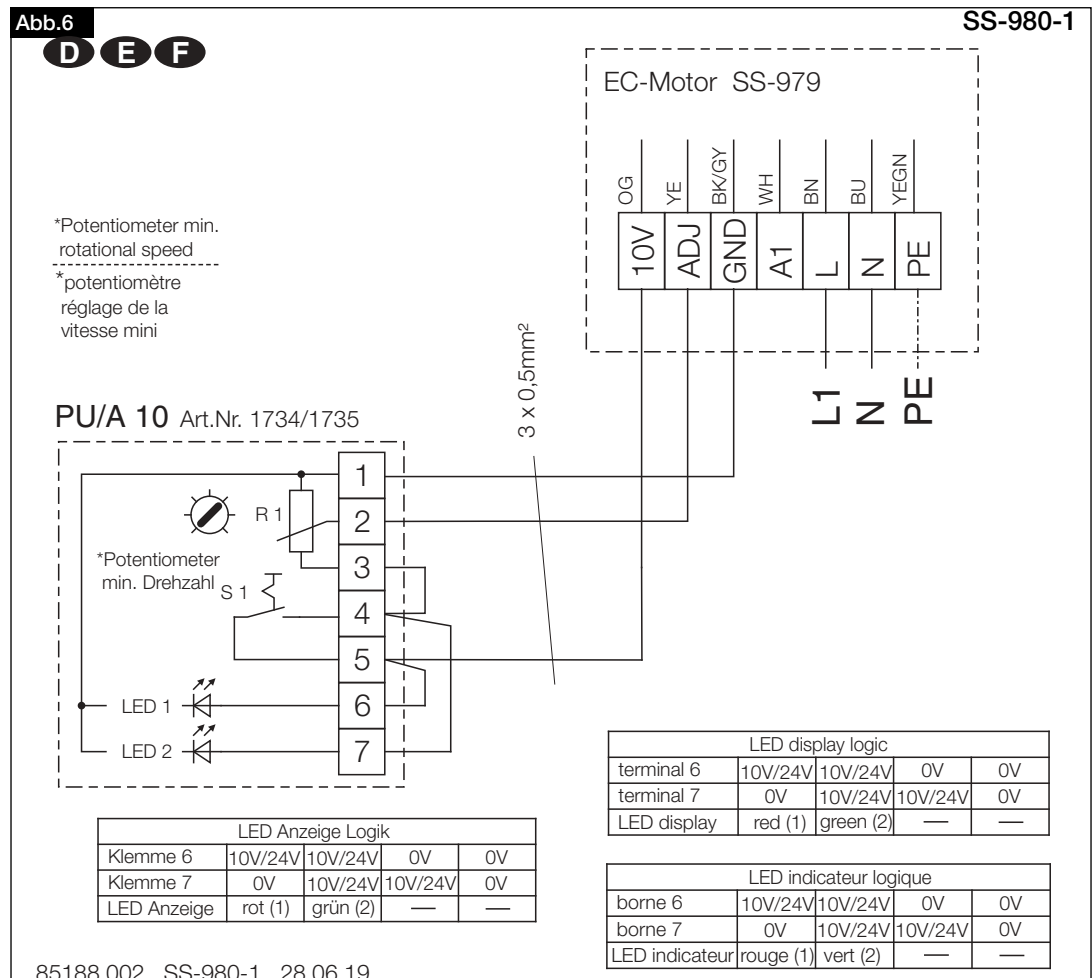 Abb.6
SS-980-1
D E F
EC-Motor SS-979
OG YE BK/GY WH BN BU YEGN
10V ADJ GND A1 L N PE
L1 N PE
*Potentiometer min.
rotational speed
*potentiomètre
réglage de la
vitesse mini
3 x 0,5mm²
PU/A 10 Art.Nr. 1734/1735
1
R 1
2
*Potentiometer
min. Drehzahl
3
S 1
4
5
LED 1
6
LED 2
7
LED display logic
terminal 6 10V/24V 10V/24V 0V 0V
terminal 7 0V 10V/24V 10V/24V 0V
LED display red (1) green (2) — —
LED Anzeige Logik
Klemme 6 10V/24V 10V/24V 0V 0V
Klemme 7 0V 10V/24V 10V/24V 0V
LED Anzeige rot (1) grün (2) — —
LED indicateur logique
borne 6 10V/24V 10V/24V 0V 0V
borne 7 0V 10V/24V 10V/24V 0V
LED indicateur rouge (1) vert (2) — —
85188.002 SS-980-1 28.06.19